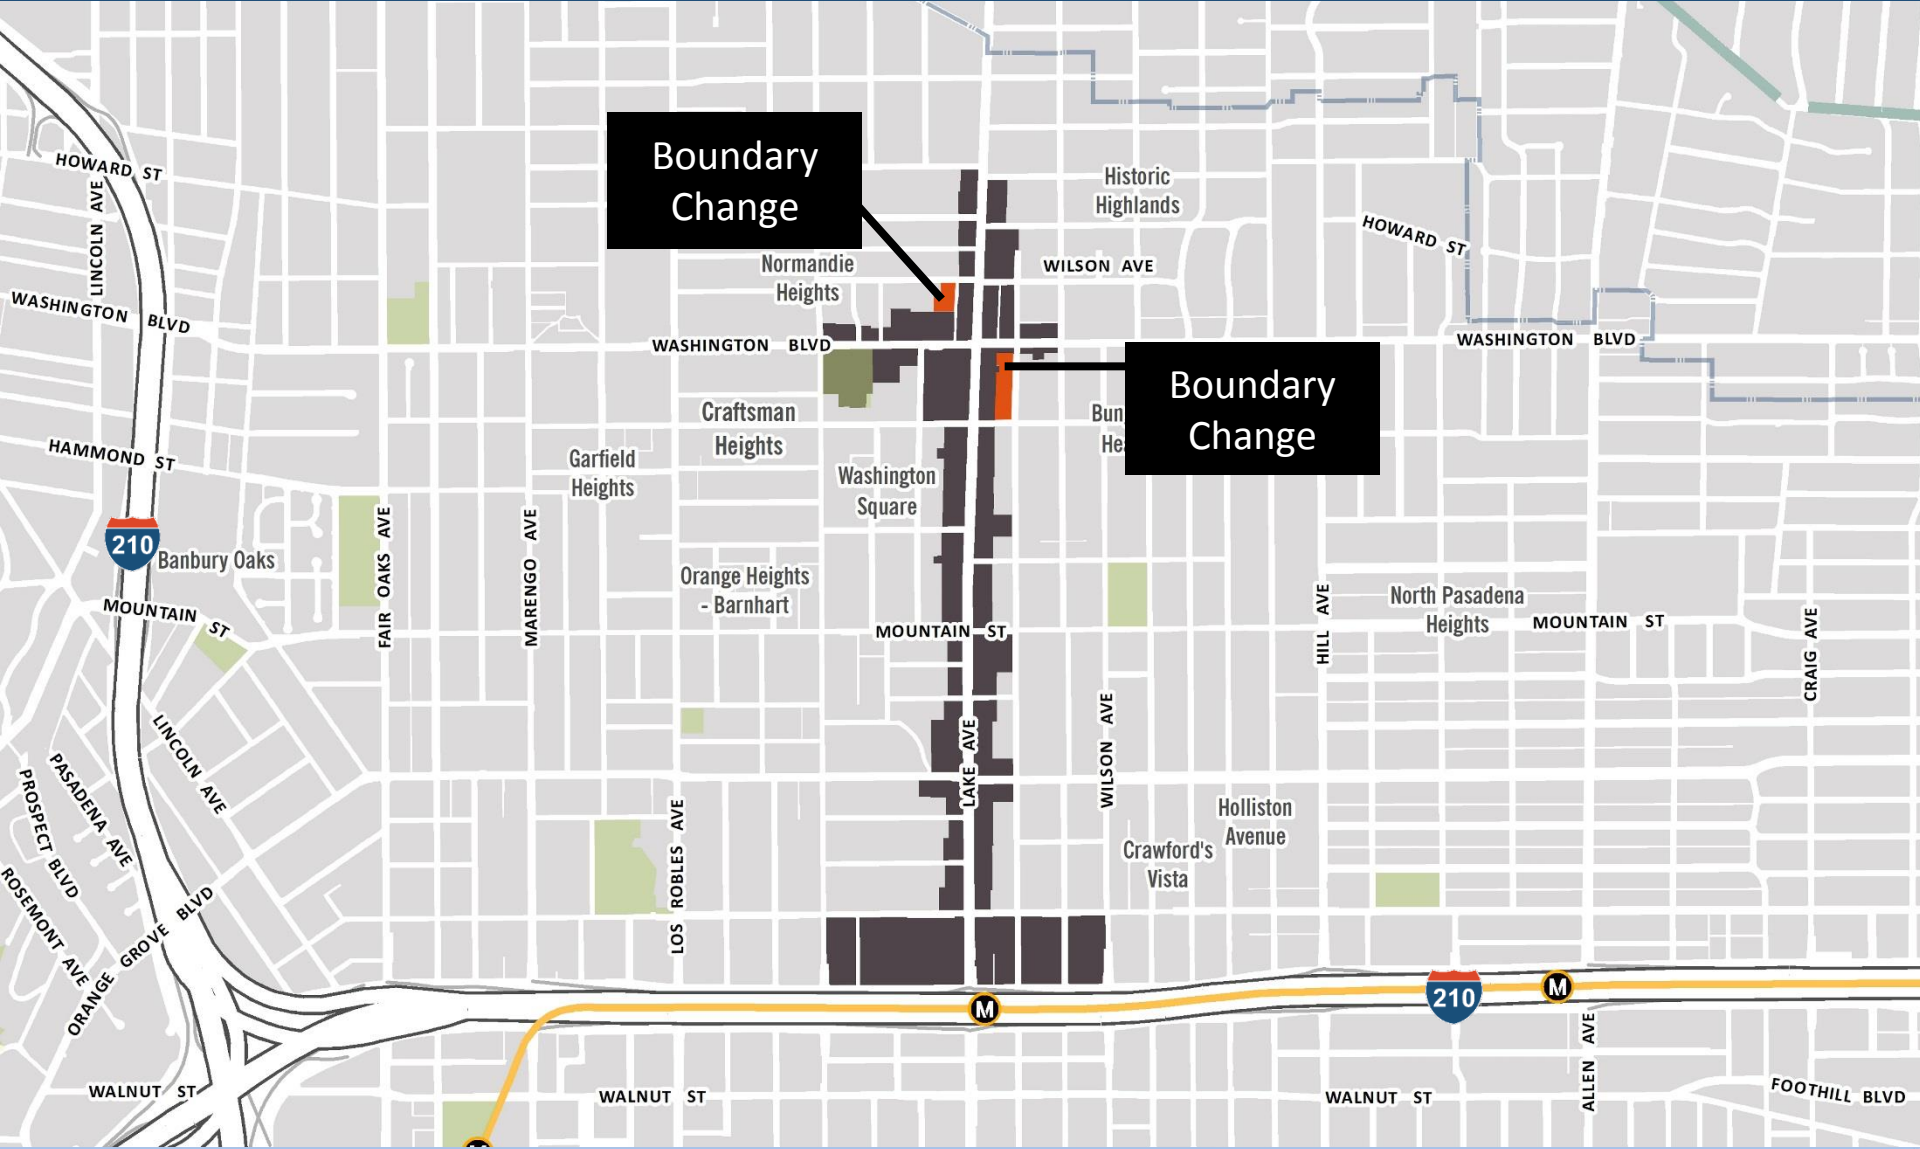 Boundary
Change
HOWARD ST
LINCOLN AVE
Historic
Highlands
HOWARD ST
Normandie
Heights
WILSON AVE
WASHINGTON BLVD
WASHINGTON BLVD
WASHINGTON BLVD
Boundary
Change
Craftsman
Heights
Bun
Hea
HAMMOND ST
Garfield
Heights
Washington
Square
210
Banbury Oaks
FAIR OAKS AVE
MARENGO AVE
Orange Heights
- Barnhart
MOUNTAIN ST
MOUNTAIN ST
HILL AVE
North Pasadena
Heights
MOUNTAIN ST
CRAIG AVE
LINCOLN AVE
PASADENA AVE
PROSPECT BLVD
LAKE AVE
WILSON AVE
LOS ROBLES AVE
Holliston
Avenue
Crawford's
Vista
ROSEMONT AVE
ORANGE GROVE BLVD
M
210
M
ALLEN AVE
WALNUT ST
WALNUT ST
WALNUT ST
FOOTHILL BLVD